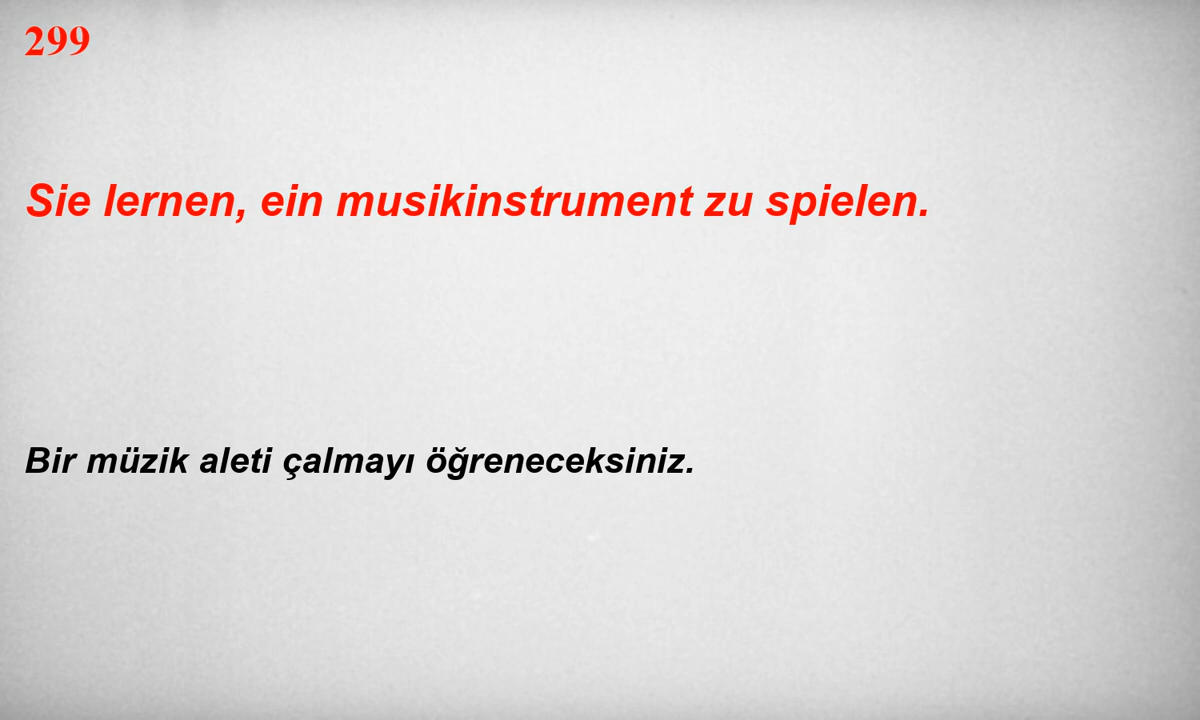 299
Sie lernen, ein musikinstrument zu spielen.
Bir müzik aleti çalmayı öğreneceksiniz.